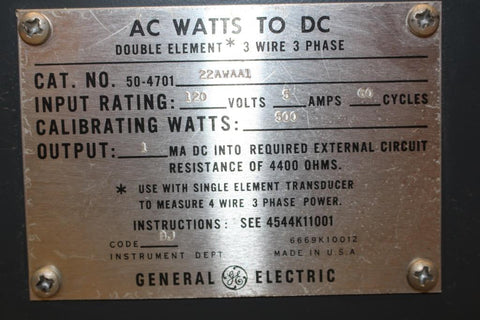 AC WATTS TO DC
DOUBLE ELEMENT * 3 WIRE 3 PHASE
CAT. NO. 50-4701 22AWAA1
INPUT RATING: 120 VOLTS 5 AMPS 60 CYCLES
CALIBRATING WATTS: 500
OUTPUT: 1 MA DC INTO REQUIRED EXTERNAL CIRCUIT
RESISTANCE OF 4400 OHMS.
* USE WITH SINGLE ELEMENT TRANSDUCER
TO MEASURE 4 WIRE 3 PHASE POWER.
INSTRUCTIONS: SEE 4544K11001
CODE DJ 6669K10012
INSTRUMENT DEPT MADE IN U.S.A
GENERAL GE ELECTRIC